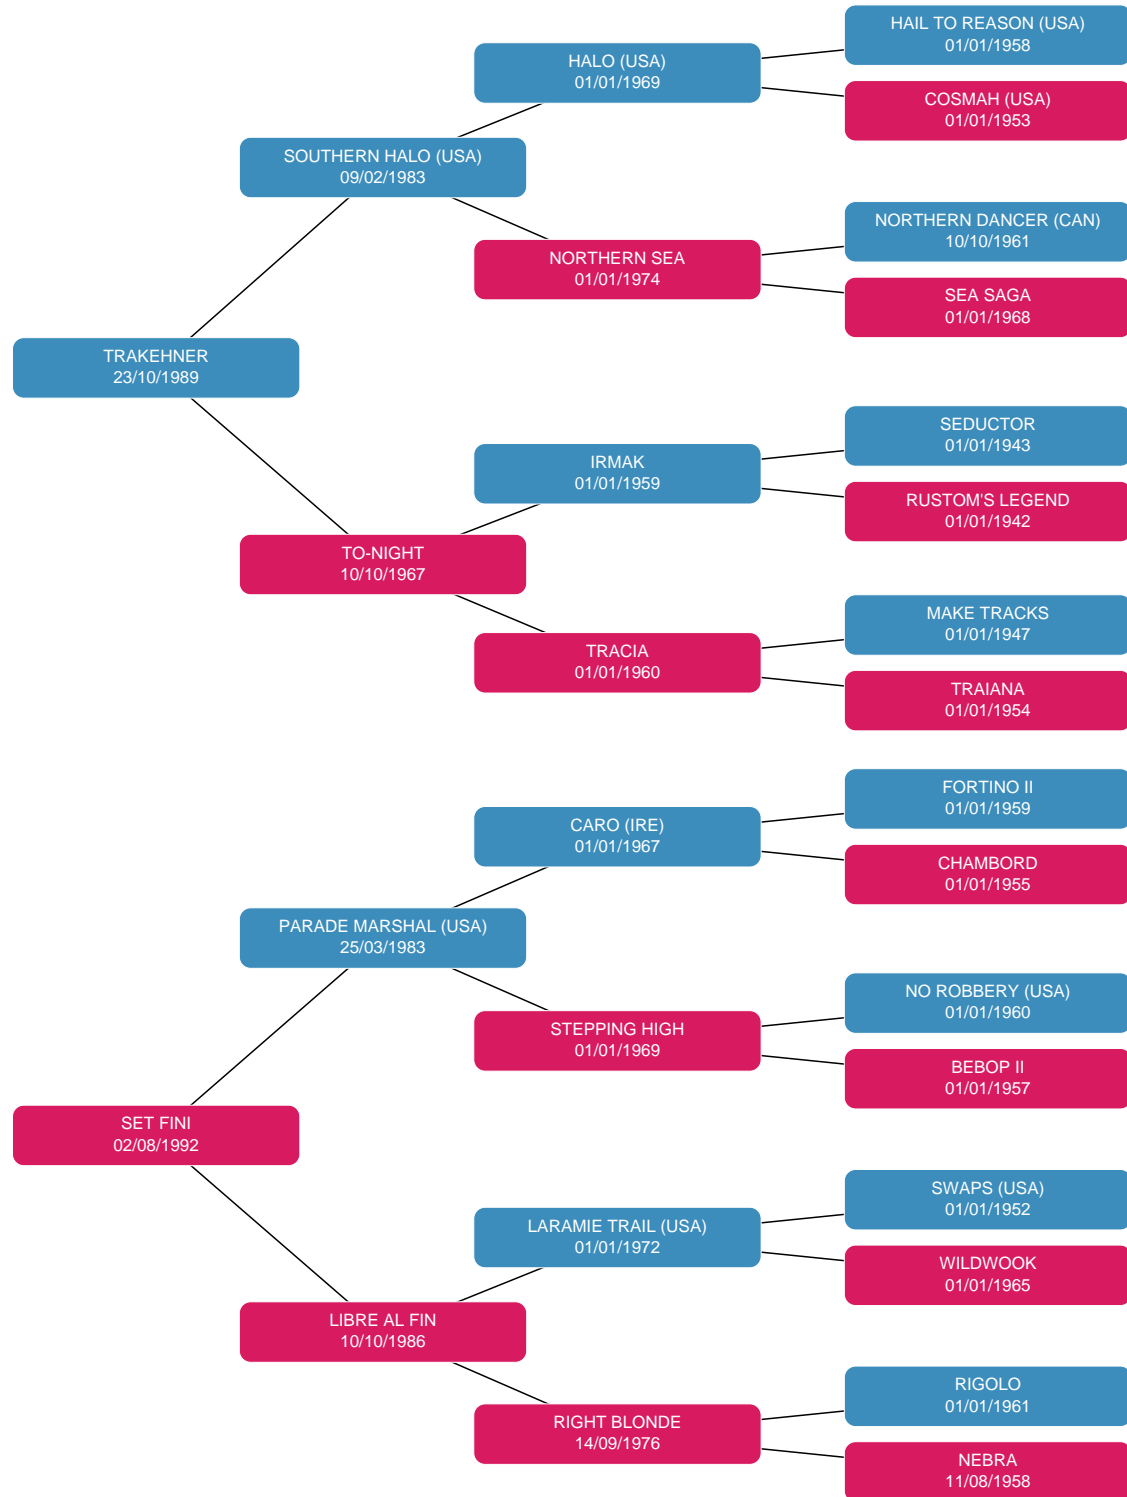 HAIL TO REASON (USA)
01/01/1958
HALO (USA)
01/01/1969
COSMAH (USA)
01/01/1953
SOUTHERN HALO (USA)
09/02/1983
NORTHERN DANCER (CAN)
10/10/1961
NORTHERN SEA
01/01/1974
SEA SAGA
01/01/1968
TRAKEHNER
23/10/1989
SEDUCTOR
01/01/1943
IRMAK
01/01/1959
RUSTOM'S LEGEND
01/01/1942
TO-NIGHT
10/10/1967
MAKE TRACKS
01/01/1947
TRACIA
01/01/1960
TRAIANA
01/01/1954
FORTINO II
01/01/1959
CARO (IRE)
01/01/1967
CHAMBORD
01/01/1955
PARADE MARSHAL (USA)
25/03/1983
NO ROBBERY (USA)
01/01/1960
STEPPING HIGH
01/01/1969
BEBOP II
01/01/1957
SET FINI
02/08/1992
SWAPS (USA)
01/01/1952
LARAMIE TRAIL (USA)
01/01/1972
WILDWOOK
01/01/1965
LIBRE AL FIN
10/10/1986
RIGOLO
01/01/1961
RIGHT BLONDE
14/09/1976
NEBRA
11/08/1958